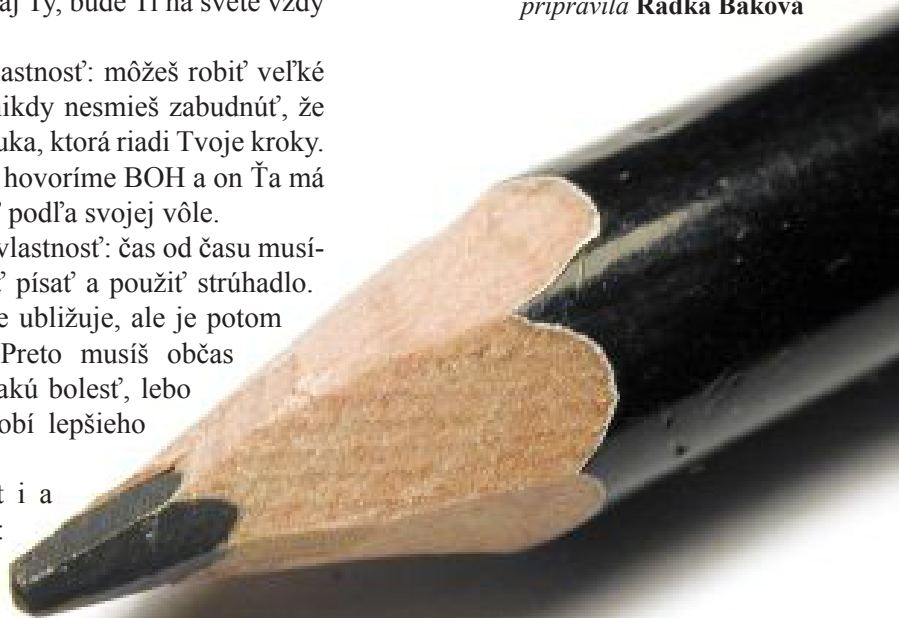 aj Ty, bude Ti na svete vždy
lastnosť: môžeš robiť veľké
nikdy nesmieš zabudnúť, že
uka, ktorá riadi Tvoje kroky.
hovoríme BOH a on Ťa má
podľa svojej vôle.
vlastnosť: čas od času musí-
písať a použiť strúhadlo.
e ubližuje, ale je potom
Preto musíš občas
akú bolesť, lebo
obí lepšieho
t i a
pripravila Radka Baková